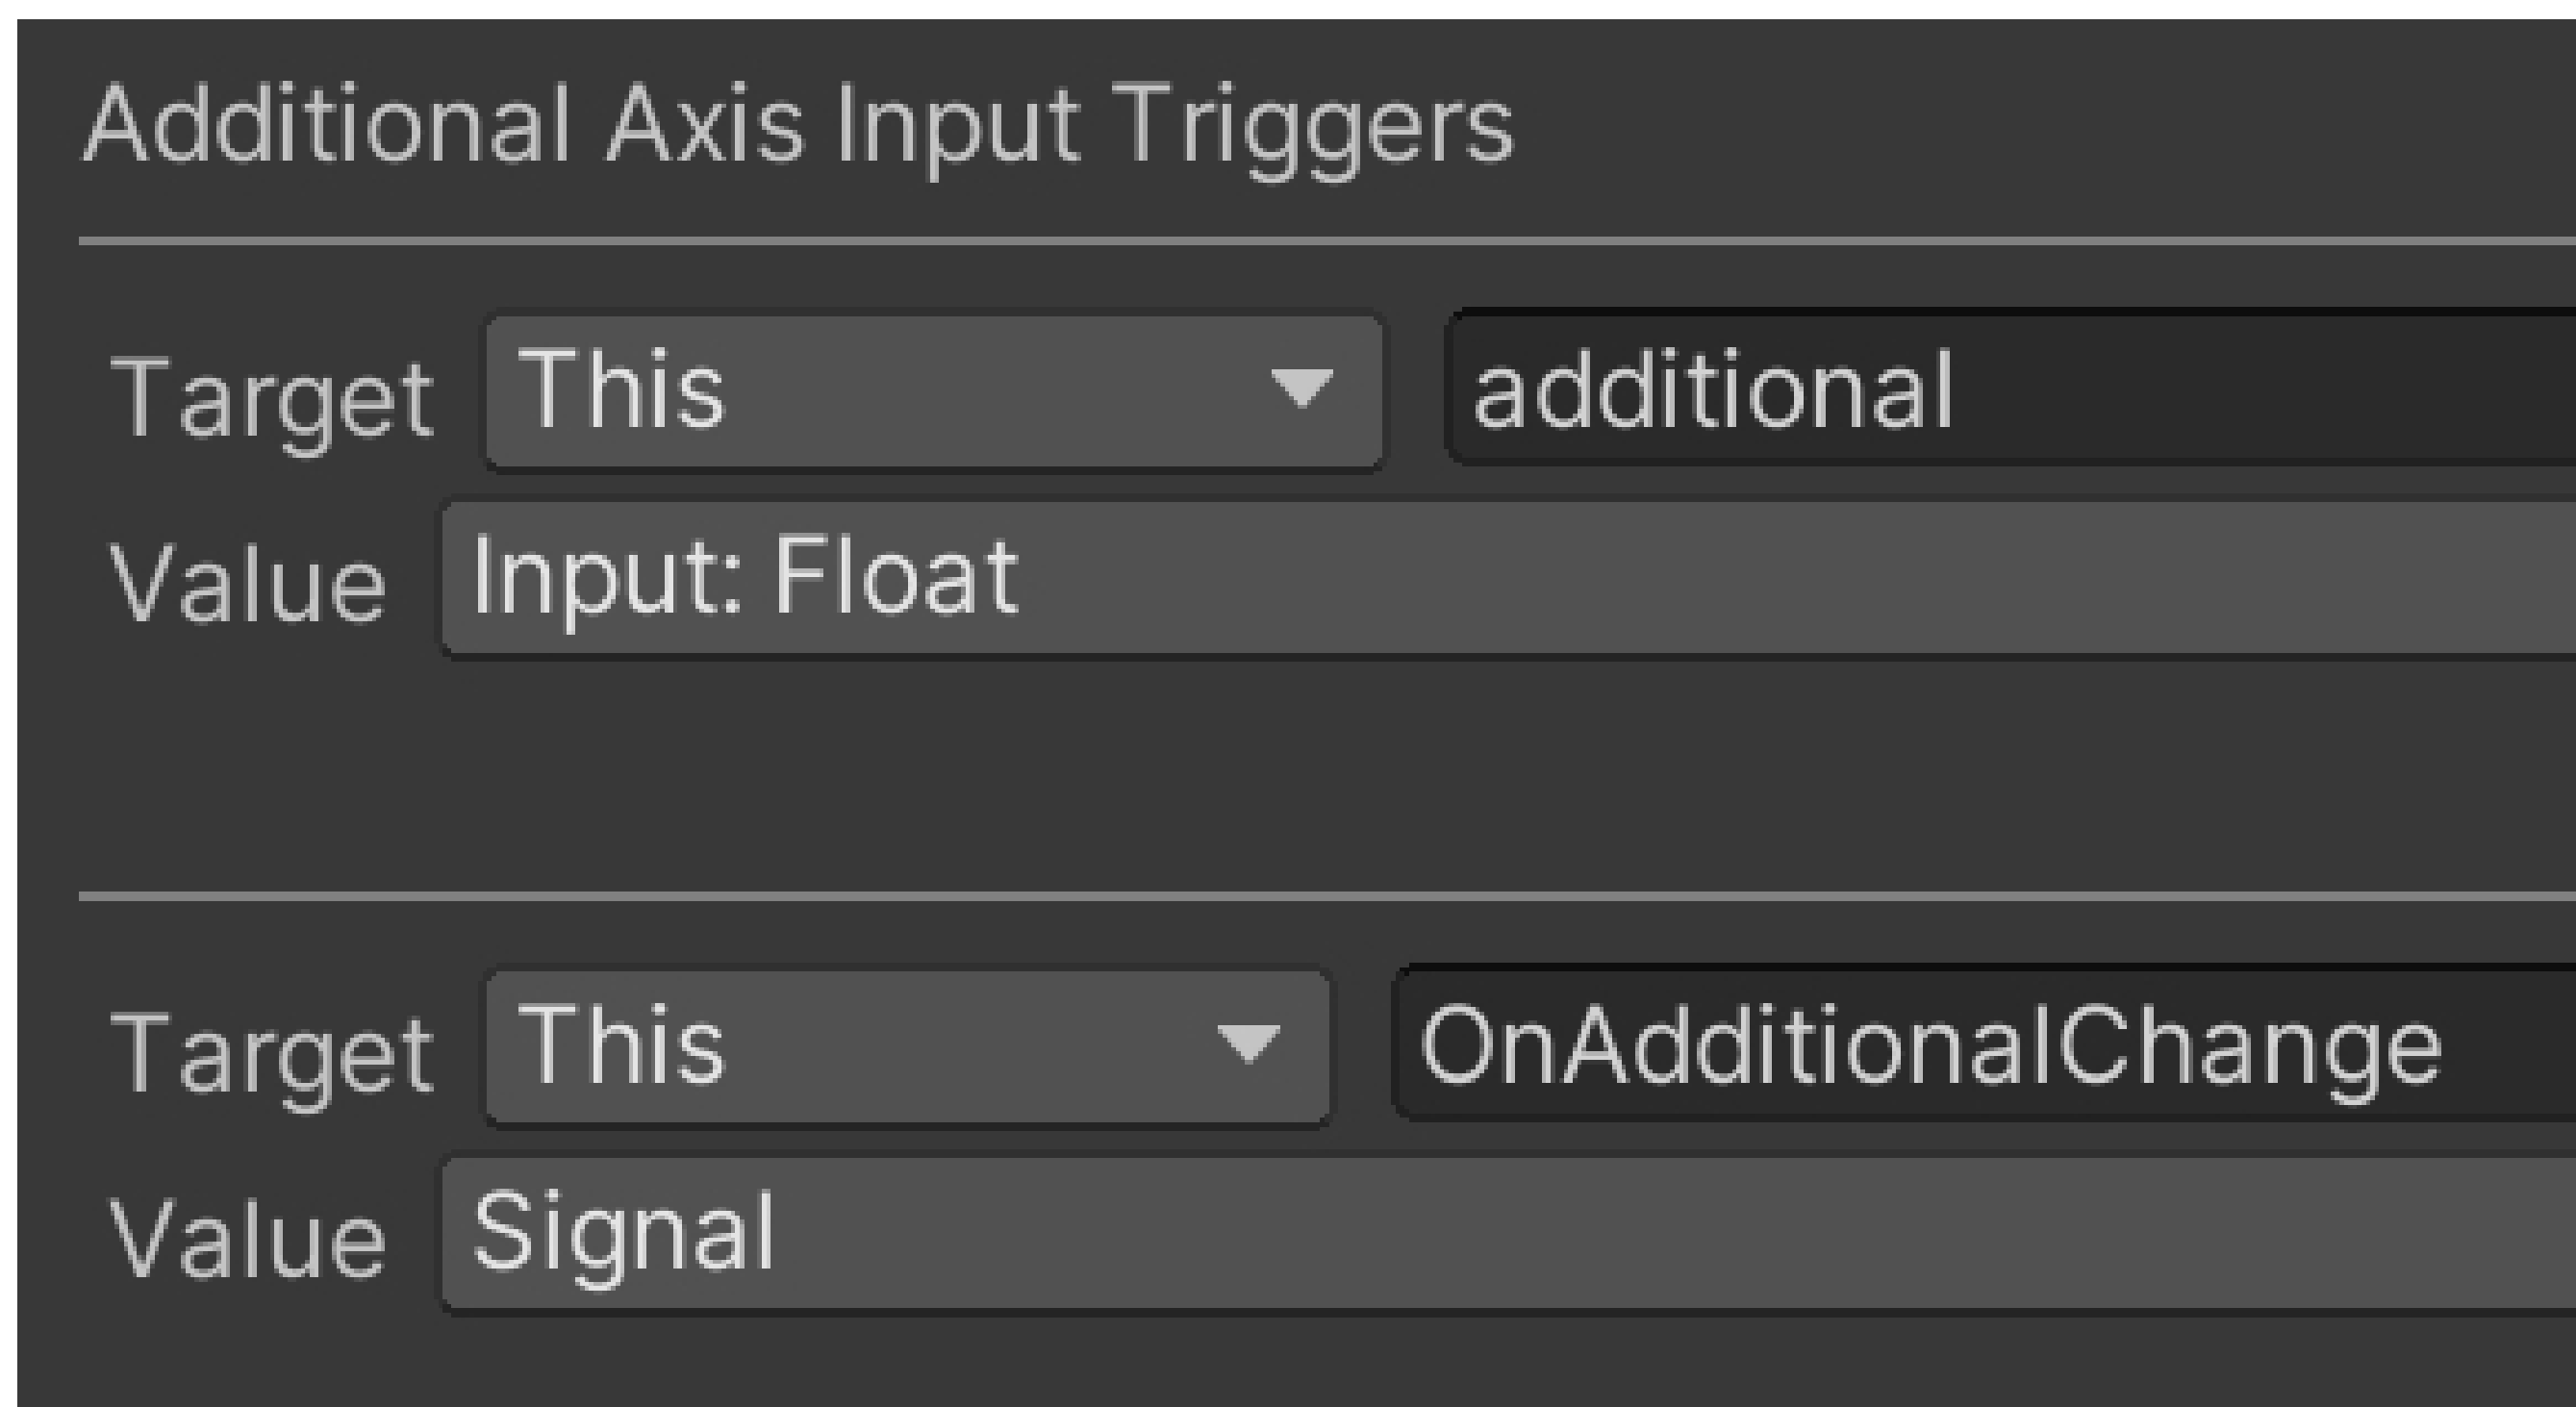 Additional Axis Input Triggers
Target This additional
Value Input: Float
Target This OnAdditionalChange
Value Signal